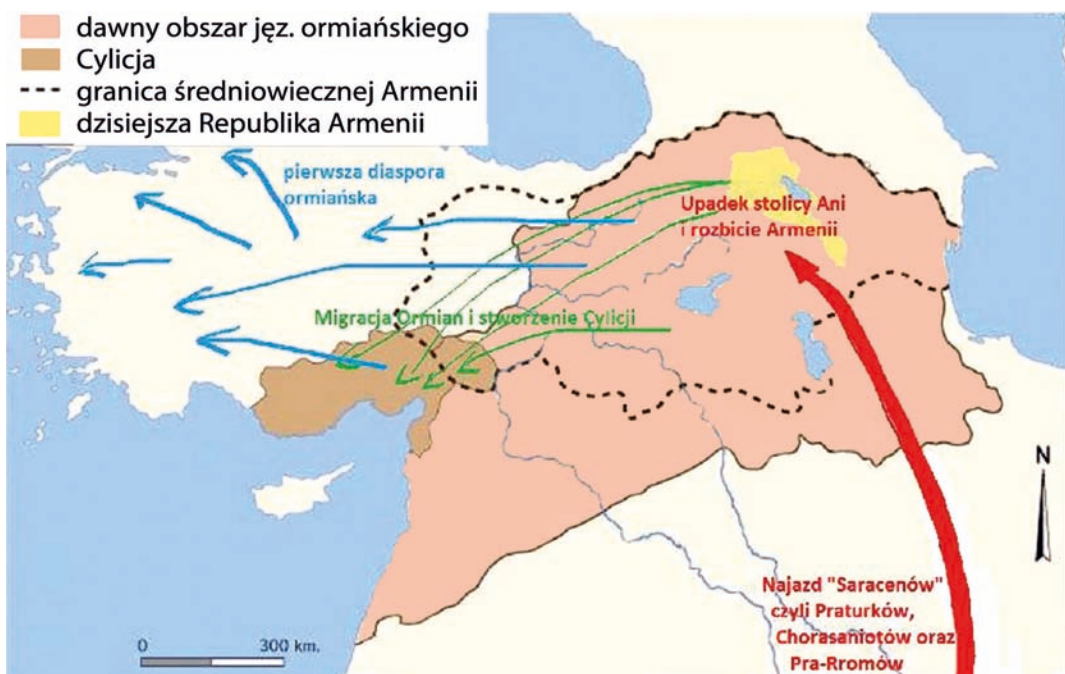 dawny obszar jęz. ormiańskiego
Cylicja
granica średniowiecznej Armenii
dzisiejsza Republika Armenii
pierwsza diaspora
ormiańska
Upadek stolicy Ani
i rozbicie Armenii
Migracja Ormian i stworzenie Cylicji
N
Najazd "Saracenów"
czyli Praturków,
Chorasaniotów oraz
Pra-Rromów
0 300 km.